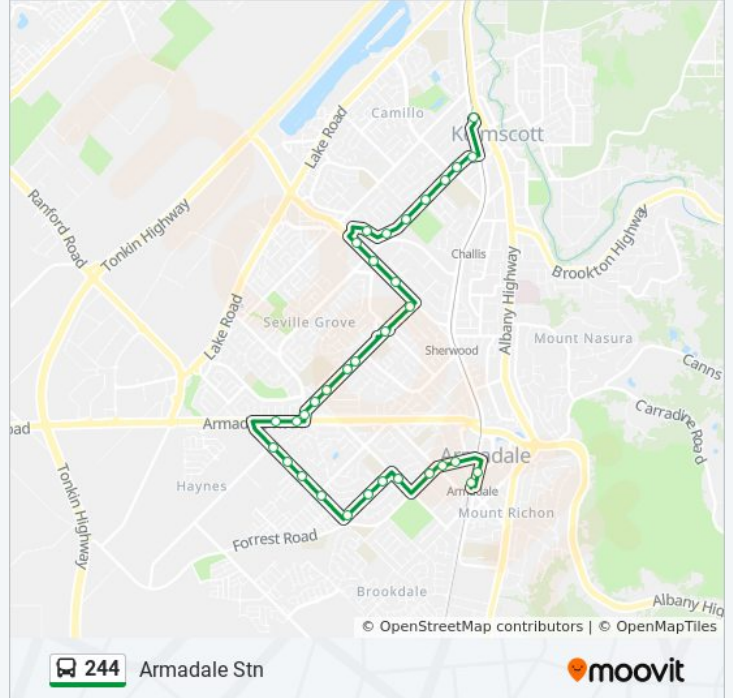 Camillo
Kelmscott
Lake Road
Ranford Road
Tonkin Highway
Brookton Highway
Challis
Albany Highway
Lake Road
Seville Grove
Mount Nasura
Sherwood
Canns
Carradine Road
oad
Armad
Armadale
Haynes
Tonkin Highway
Armadale
Mount Richon
Forrest Road
Brookdale
Albany Hig
© OpenStreetMap contributors | © OpenMapTiles
244 Armadale Stn
moovit